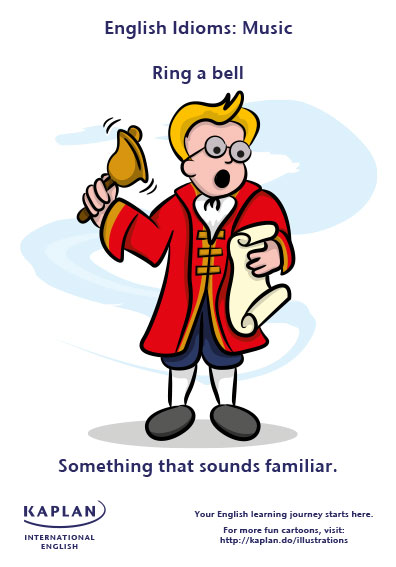 English Idioms: Music
Ring a bell
Something that sounds familiar.
KAPLAN
INTERNATIONAL
ENGLISH
Your English learning journey starts here.
For more fun cartoons, visit:
http://kaplan.do/illustrations